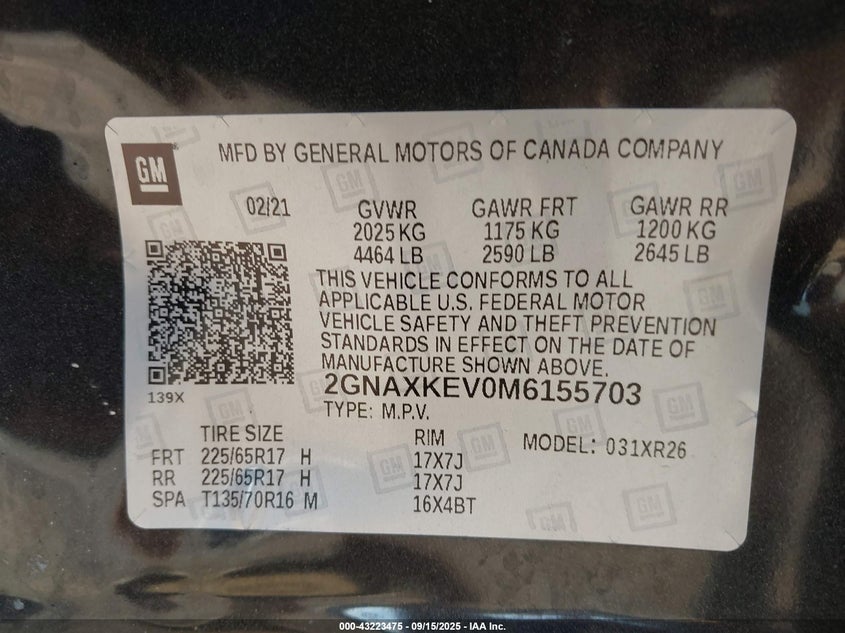 GM
MFD BY GENERAL MOTORS OF CANADA COMPANY
02/21
GVWR GAWR FRT GAWR RR
2025 KG 1175 KG 1200 KG
4464 LB 2590 LB 2645 LB
THIS VEHICLE CONFORMS TO ALL
APPLICABLE U.S. FEDERAL MOTOR
VEHICLE SAFETY AND THEFT PREVENTION
STANDARDS IN EFFECT ON THE DATE OF
MANUFACTURE SHOWN ABOVE.
139X
2GNAXKEV0M6155703
TYPE: M.P.V.
TIRE SIZE RIM MODEL: 031XR26
FRT 225/65R17 H 17X7J
RR 225/65R17 H 17X7J
SPA T135/70R16 M 16X4BT
000-43223475 - 09/15/2025 - IAA Inc.